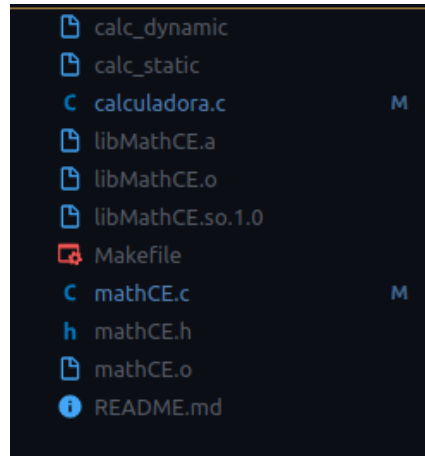 calc_dynamic
calc_static
C calculadora.c M
libMathCE.a
libMathCE.o
libMathCE.so.1.0
Makefile
C mathCE.c M
h mathCE.h
mathCE.o
i README.md